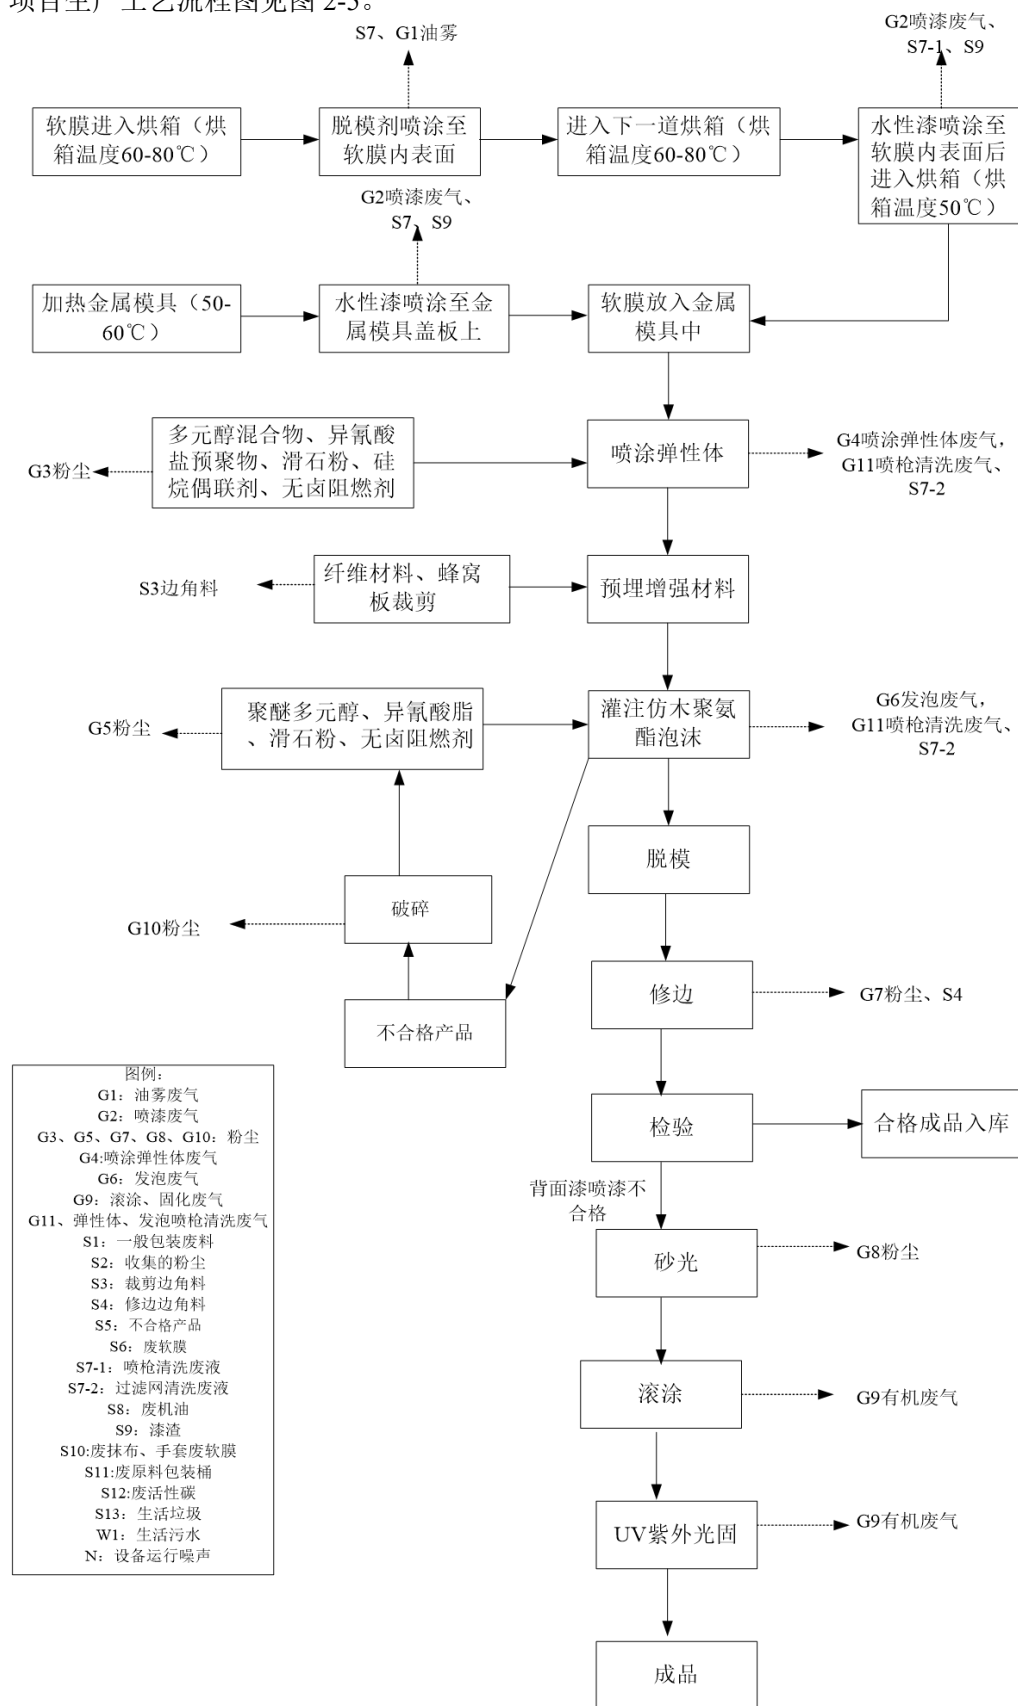 项目生产工艺流程图见图 2-5。
S7、G1油雾
G2喷漆废气、
S7-1、S9
软膜进入烘箱（烘
箱温度60-80℃）
脱模剂喷涂至
软膜内表面
进入下一道烘箱（烘
箱温度60-80℃）
水性漆喷涂至
软膜内表面后
进入烘箱（烘
箱温度50℃）
G2喷漆废气、
S7、S9
加热金属模具（50-
60℃）
水性漆喷涂至金
属模具盖板上
软膜放入金属
模具中
G3粉尘
多元醇混合物、异氰酸
盐预聚物、滑石粉、硅
烷偶联剂、无卤阻燃剂
喷涂弹性体
G4喷涂弹性体废气，
G11喷枪清洗废气、
S7-2
S3边角料
纤维材料、蜂窝
板裁剪
预埋增强材料
G5粉尘
聚醚多元醇、异氰酸脂
、滑石粉、无卤阻燃剂
灌注仿木聚氨
酯泡沫
G6发泡废气，
G11喷枪清洗废气、
S7-2
脱模
G10粉尘
破碎
修边
G7粉尘、S4
不合格产品
检验
合格成品入库
背面漆喷漆不
合格
砂光
G8粉尘
滚涂
G9有机废气
UV紫外光固
G9有机废气
成品
图例：
G1：油雾废气
G2：喷漆废气
G3、G5、G7、G8、G10：粉尘
G4:喷涂弹性体废气
G6：发泡废气
G9：滚涂、固化废气
G11、弹性体、发泡喷枪清洗废气
S1：一般包装废料
S2：收集的粉尘
S3：裁剪边角料
S4：修边边角料
S5：不合格产品
S6：废软膜
S7-1：喷枪清洗废液
S7-2：过滤网清洗废液
S8：废机油
S9：漆渣
S10:废抹布、手套废软膜
S11:废原料包装桶
S12:废活性碳
S13：生活垃圾
W1：生活污水
N：设备运行噪声